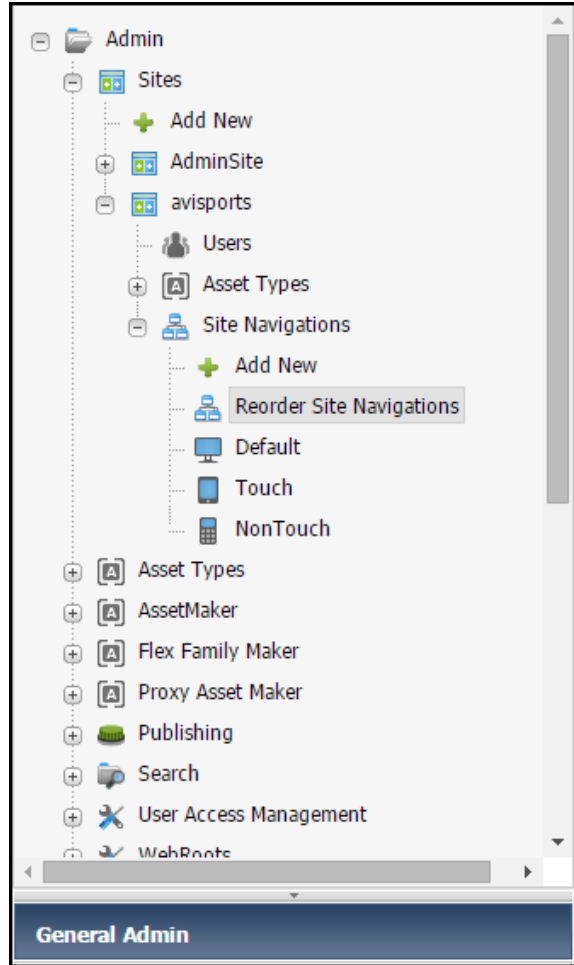 Admin
Sites
Add New
AdminSite
avisports
Users
Asset Types
Site Navigations
Add New
Reorder Site Navigations
Default
Touch
NonTouch
Asset Types
AssetMaker
Flex Family Maker
Proxy Asset Maker
Publishing
Search
User Access Management
WebRoots
General Admin